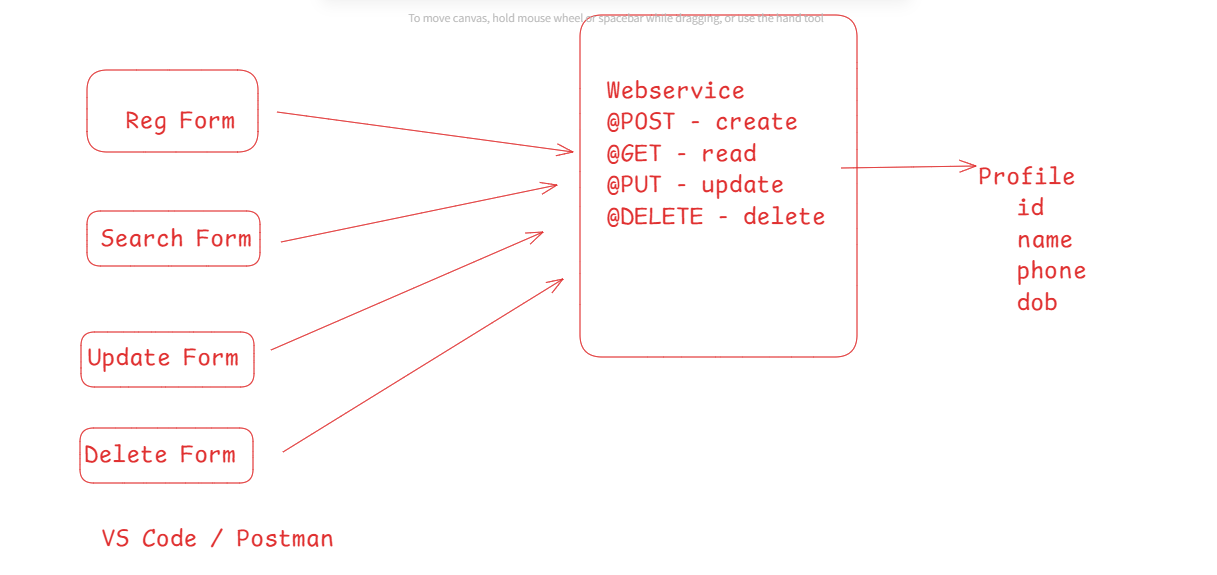 To move canvas, hold mouse wheel or spacebar while dragging, or use the hand tool
Reg Form
Search Form
Update Form
Delete Form
VS Code / Postman
Webservice
@POST - create
@GET - read
@PUT - update
@DELETE - delete
Profile
id
name
phone
dob